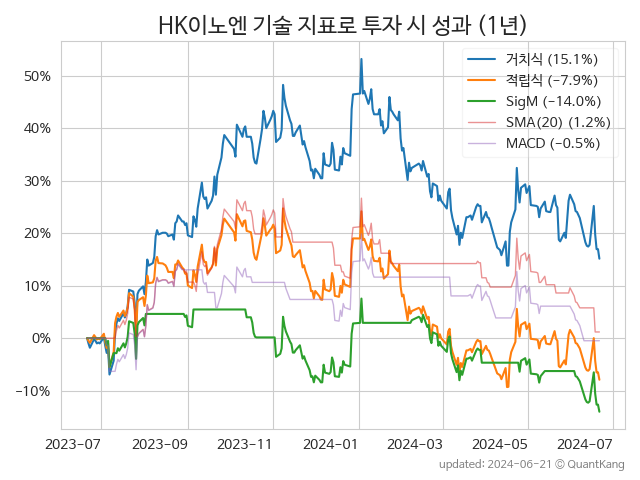 HK이노엔 기술 지표로 투자 시 성과 (1년)
거치식 (15.1%)
적립식 (−7.9%)
SigM (−14.0%)
SMA(20) (1.2%)
MACD (−0.5%)
50%
40%
30%
20%
10%
0%
−10%
2023-07 2023-09 2023-11 2024-01 2024-03 2024-05 2024-07
updated: 2024-06-21 © QuantKang